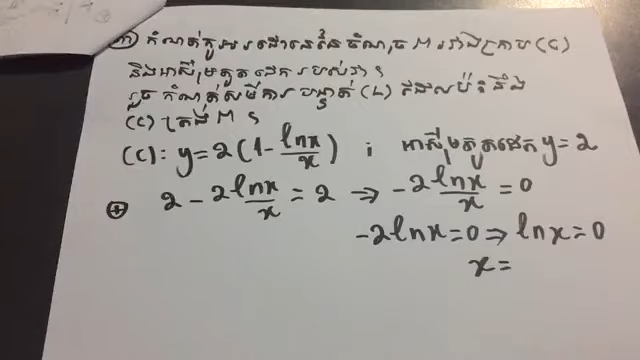 កំណត់កូអរដោនេនៃចំណុច M រវាងក្រាប (C)
និងអាស៊ីមតូតដេករបស់វា ។
រួចកំណត់សមីការបន្ទាត់ (L) ដែលប៉ះនឹង
(C) ត្រង់ M ។
(C): y = 2(1 - lnx/x) ; អាស៊ីមតូតដេក y = 2
⊕ 2 - 2lnx/x = 2 ⇒ -2lnx/x = 0
-2lnx = 0 ⇒ lnx = 0
x =